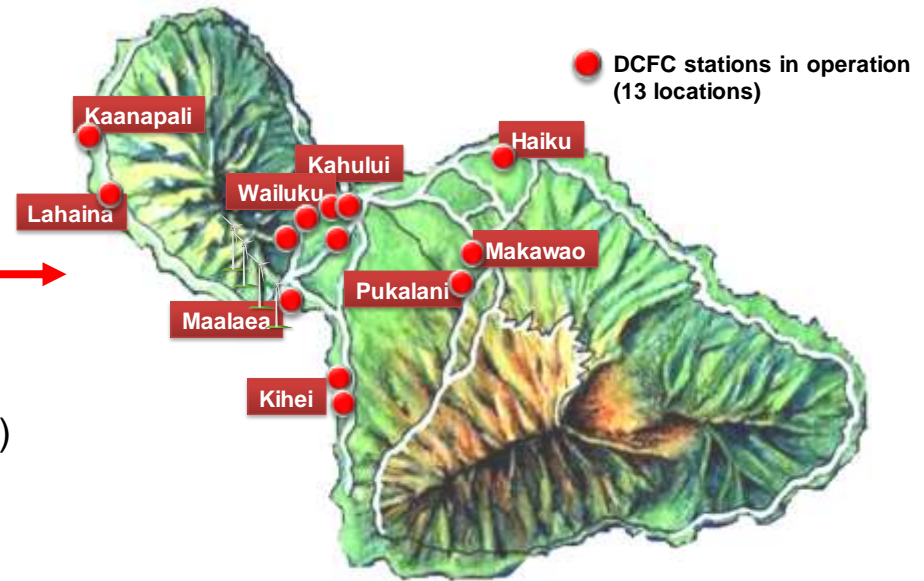 DCFC stations in operation
(13 locations)
Kaanapali
Haiku
Kahului
Wailuku
Lahaina
Makawao
Pukalani
Maalaea
Kihei
)